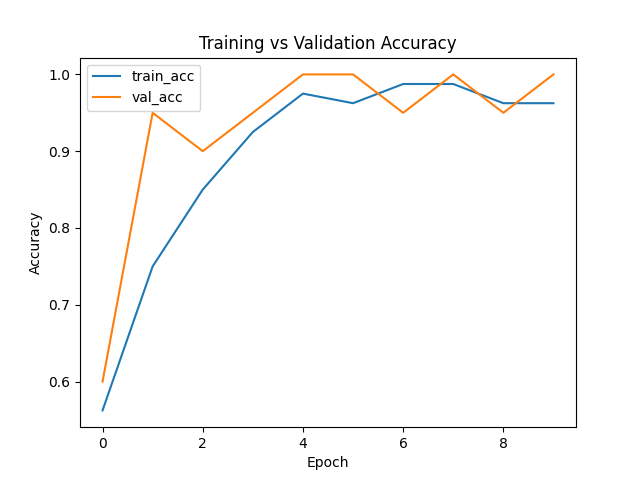 Training vs Validation Accuracy
train_acc
val_acc
1.0
0.9
0.8
0.7
0.6
Accuracy
0 2 4 6 8
Epoch